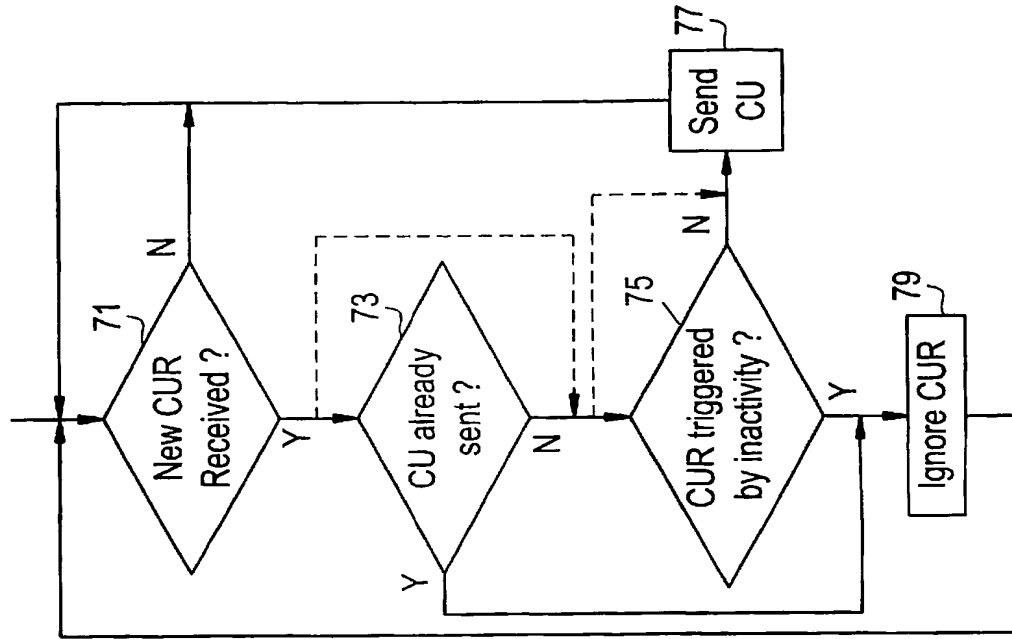 71
New CUR
Received ?
N
Y
73
CU already
sent ?
Y
N
75
CUR triggered
by inactivity ?
N
Y
77
Send
CU
79
Ignore CUR